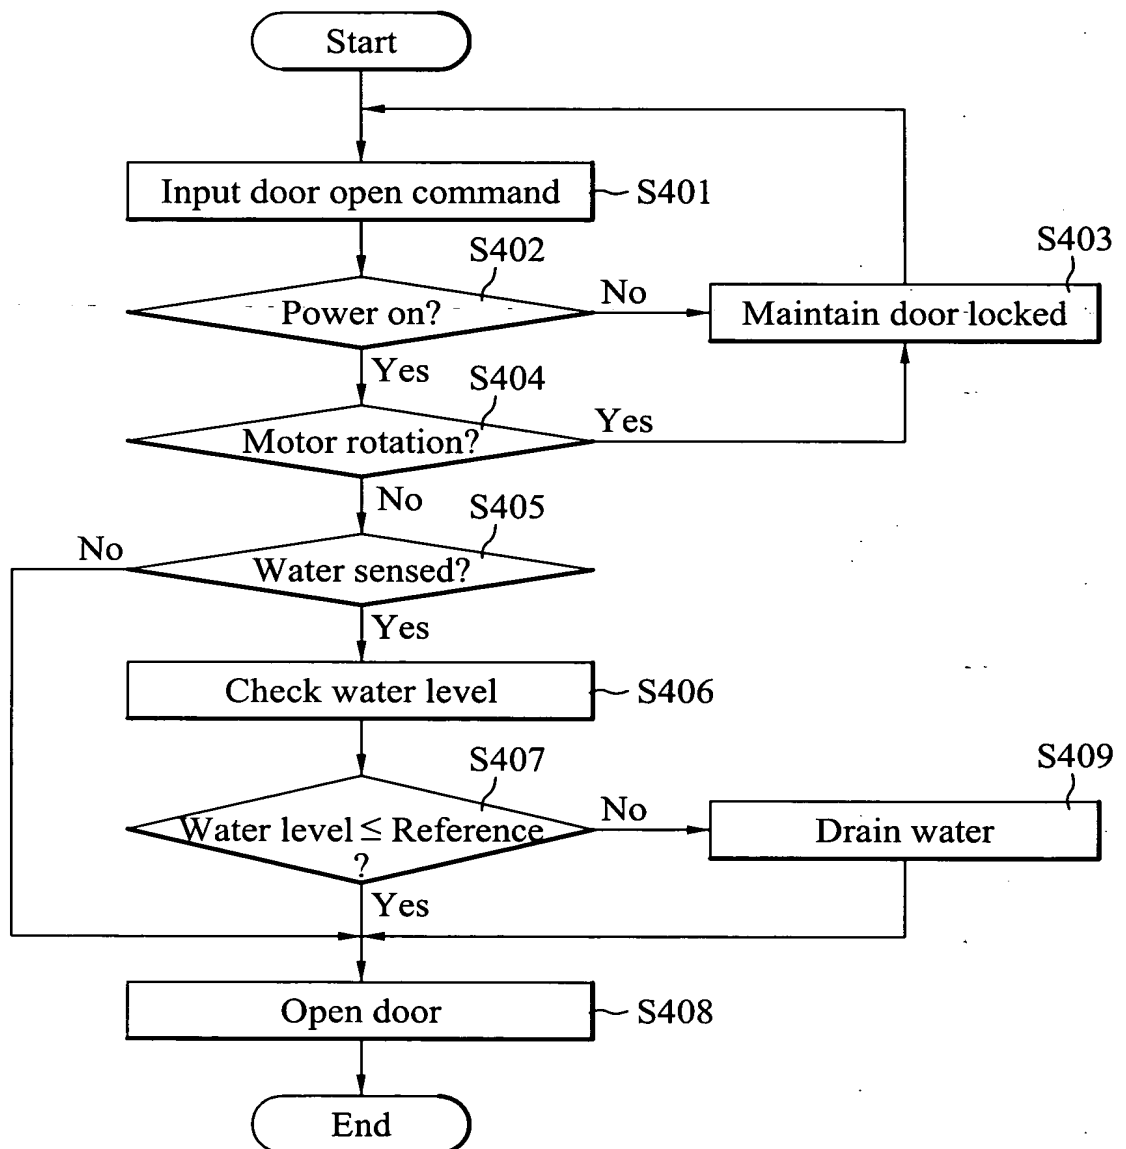 Start
Input door open command
S401
S402
Power on?
No
S403
Maintain door locked
Yes
S404
Motor rotation?
Yes
No
S405
No
Water sensed?
Yes
Check water level
S406
S407
Water level ≤ Reference
?
No
S409
Drain water
Yes
Open door
S408
End